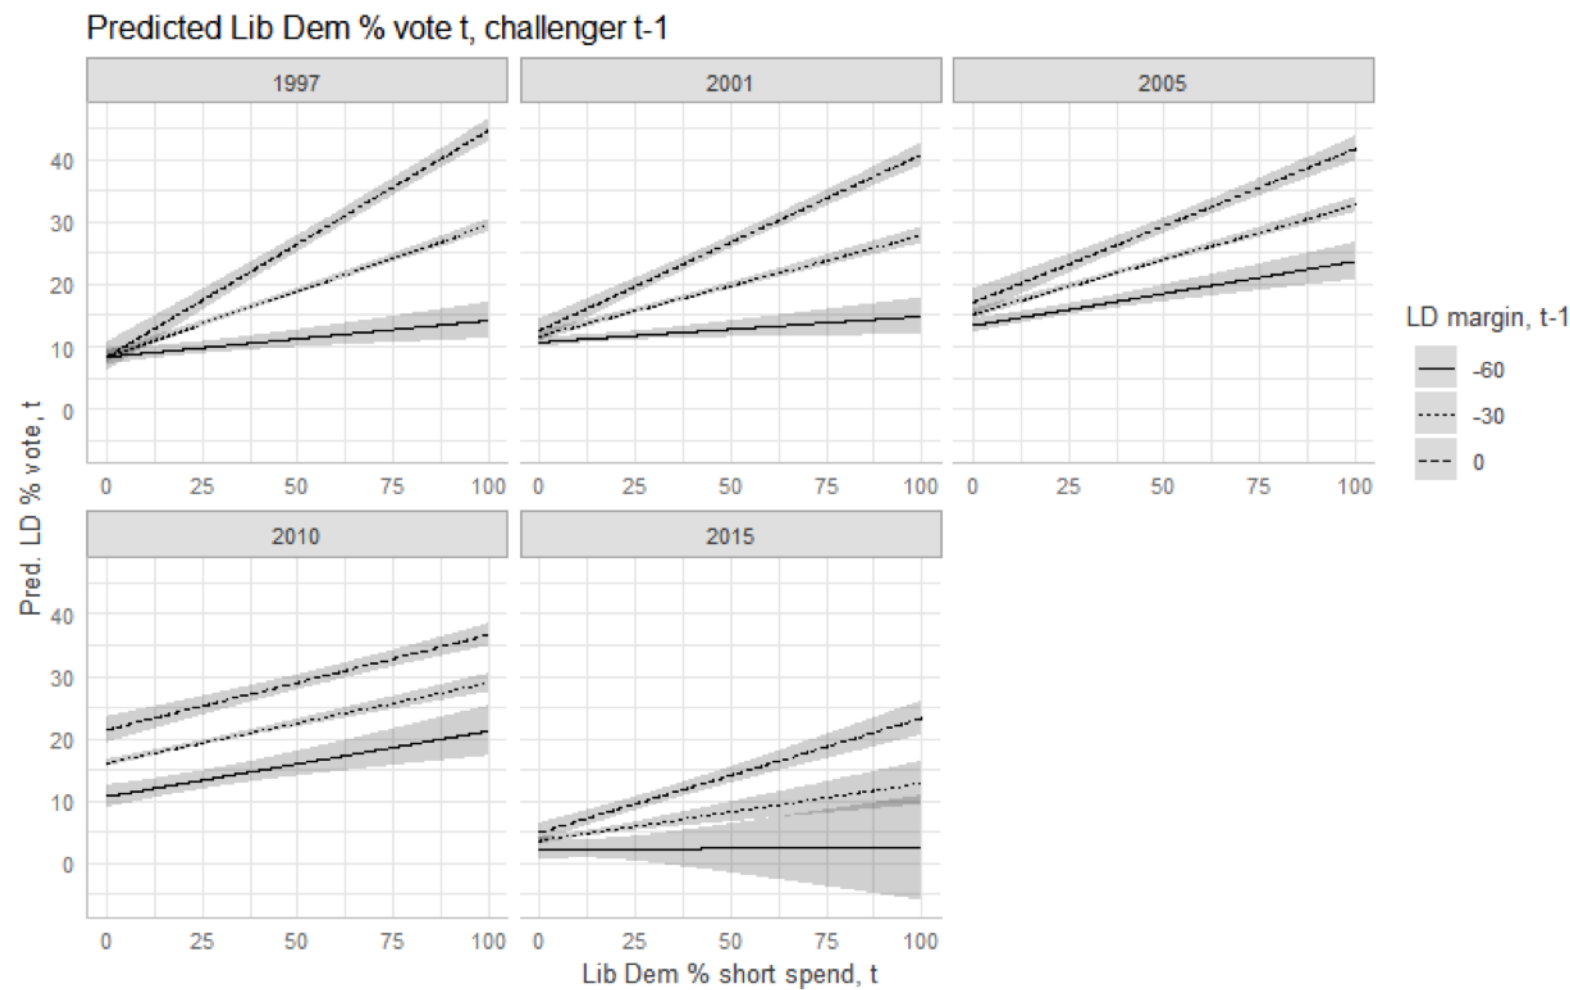 Predicted Lib Dem % vote t, challenger t-1
1997
2001
2005
40
30
20
10
0
0 25 50 75 100
0 25 50 75 100
0 25 50 75 100
2010
2015
40
30
20
10
0
0 25 50 75 100
0 25 50 75 100
Pred. LD % vote, t
Lib Dem % short spend, t
LD margin, t-1
-60
-30
0